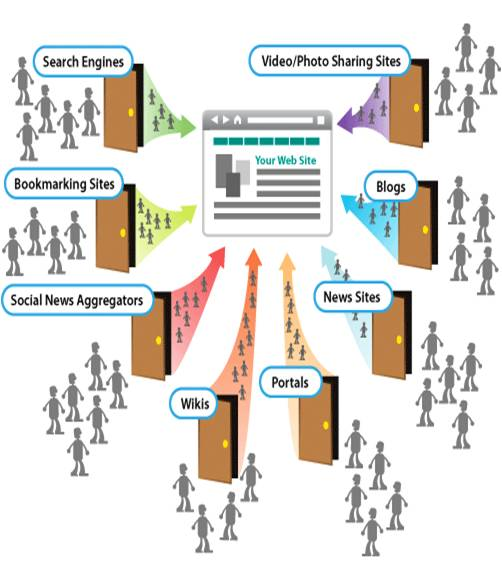 Search Engines
Video/Photo Sharing Sites
Your Web Site
Bookmarking Sites
Blogs
Social News Aggregators
News Sites
Wikis
Portals